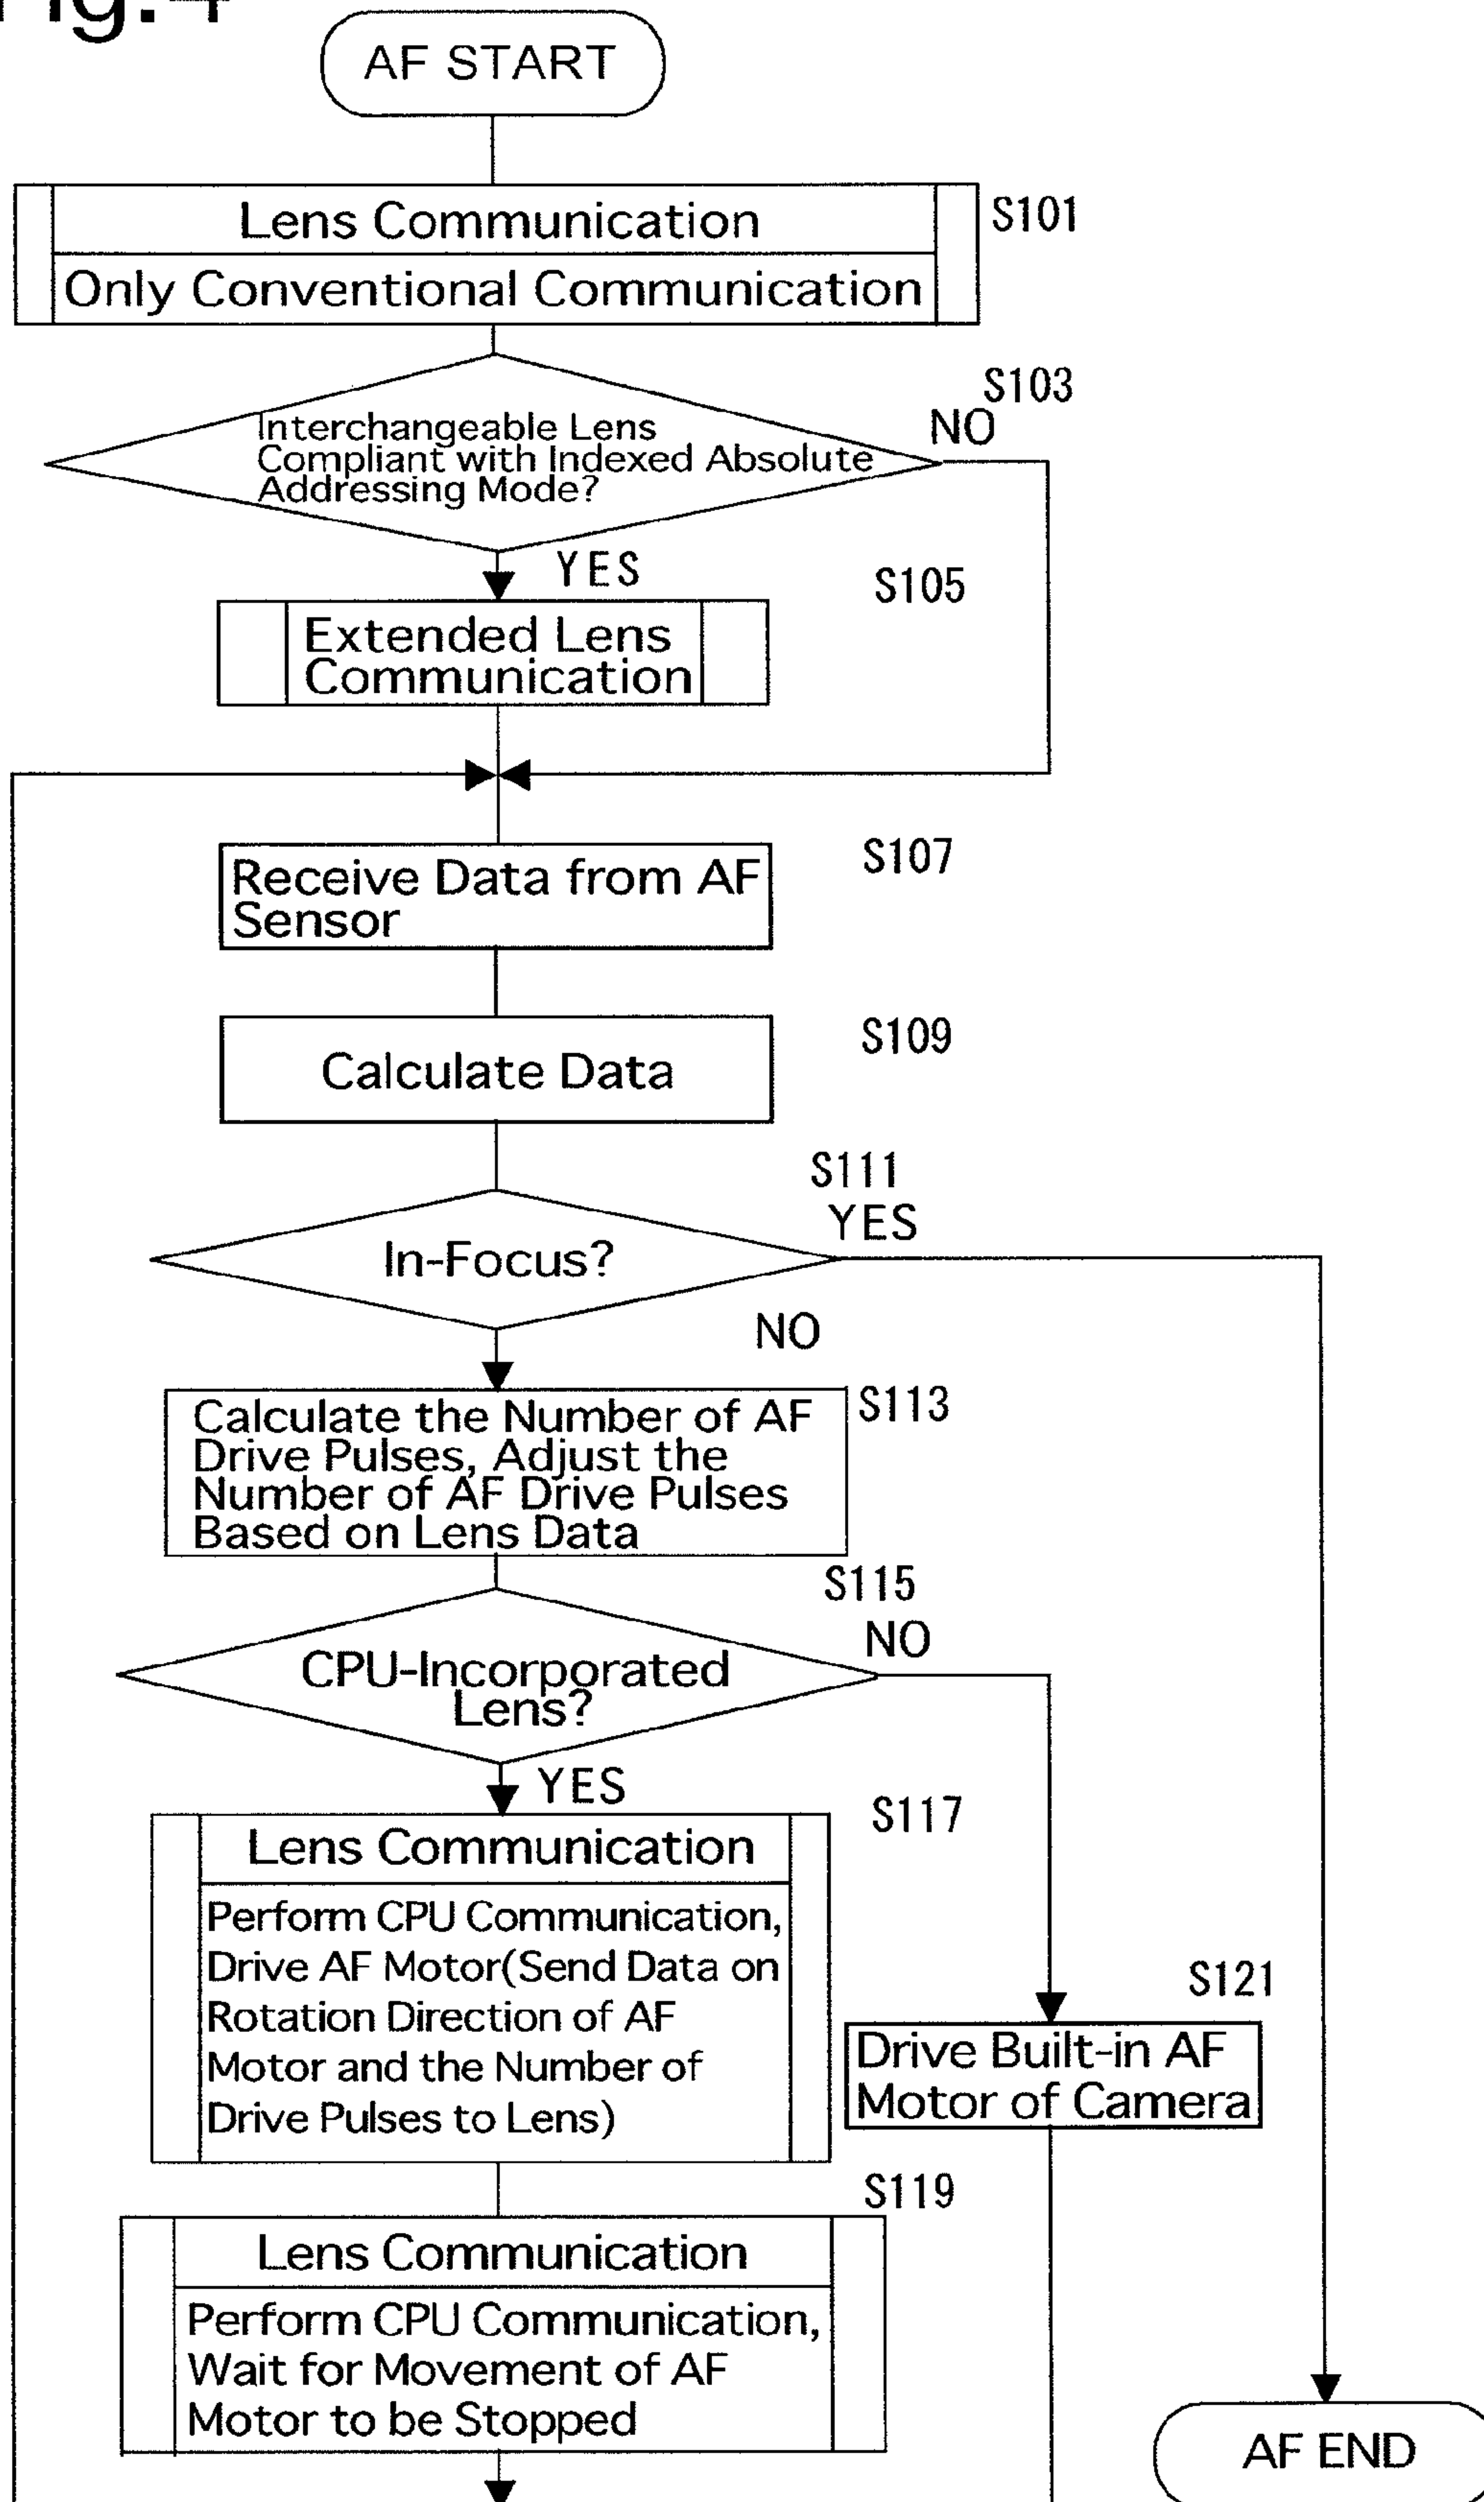 Fig.4
AF START
Lens Communication
S101
Only Conventional Communication
S103
NO
Interchangeable Lens
Compliant with Indexed Absolute
Addressing Mode?
YES
S105
Extended Lens
Communication
S107
Receive Data from AF
Sensor
S109
Calculate Data
S111
YES
In-Focus?
NO
S113
Calculate the Number of AF
Drive Pulses, Adjust the
Number of AF Drive Pulses
Based on Lens Data
S115
NO
CPU-Incorporated
Lens?
YES
S117
Lens Communication
Perform CPU Communication,
Drive AF Motor(Send Data on
Rotation Direction of AF
Motor and the Number of
Drive Pulses to Lens)
S121
Drive Built-in AF
Motor of Camera
S119
Lens Communication
Perform CPU Communication,
Wait for Movement of AF
Motor to be Stopped
AF END